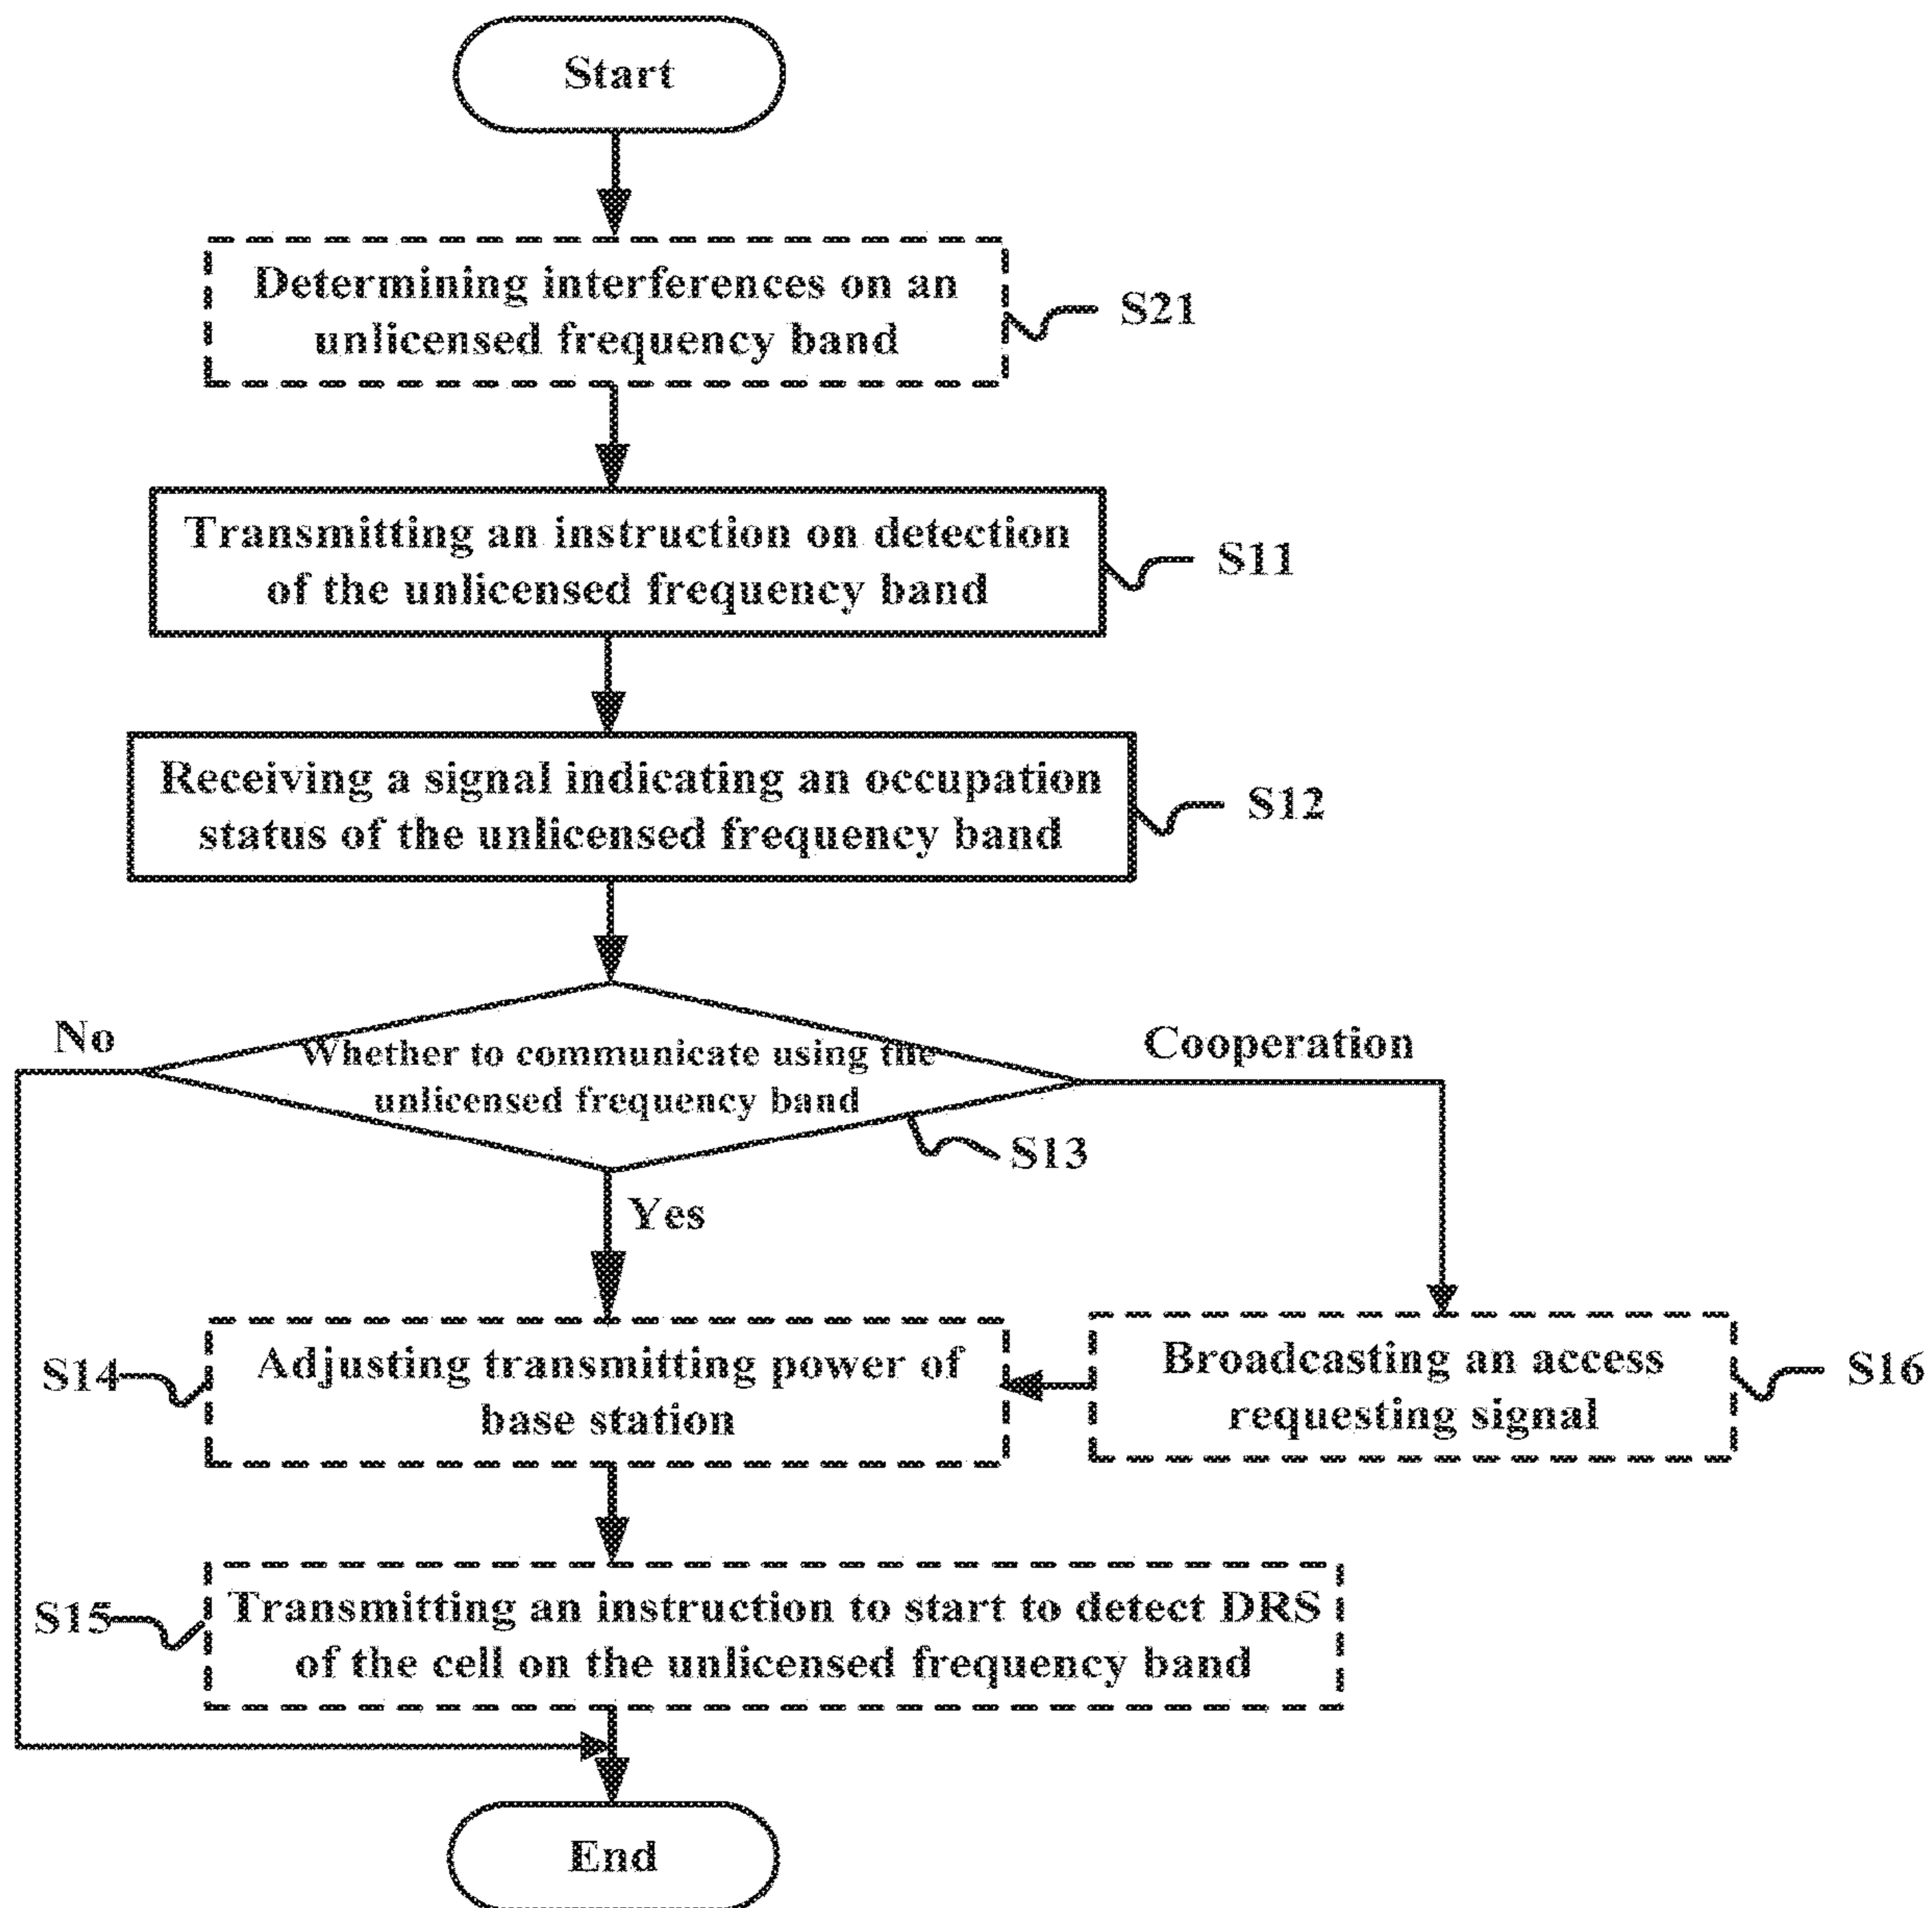 Start
Determining interferences on an
unlicensed frequency band
S21
Transmitting an instruction on detection
of the unlicensed frequency band
S11
Receiving a signal indicating an occupation
status of the unlicensed frequency band
S12
No
Whether to communicate using the
unlicensed frequency band
Cooperation
S13
Yes
S14
Adjusting transmitting power of
base station
Broadcasting an access
requesting signal
S16
S15
Transmitting an instruction to start to detect DRS
of the cell on the unlicensed frequency band
End